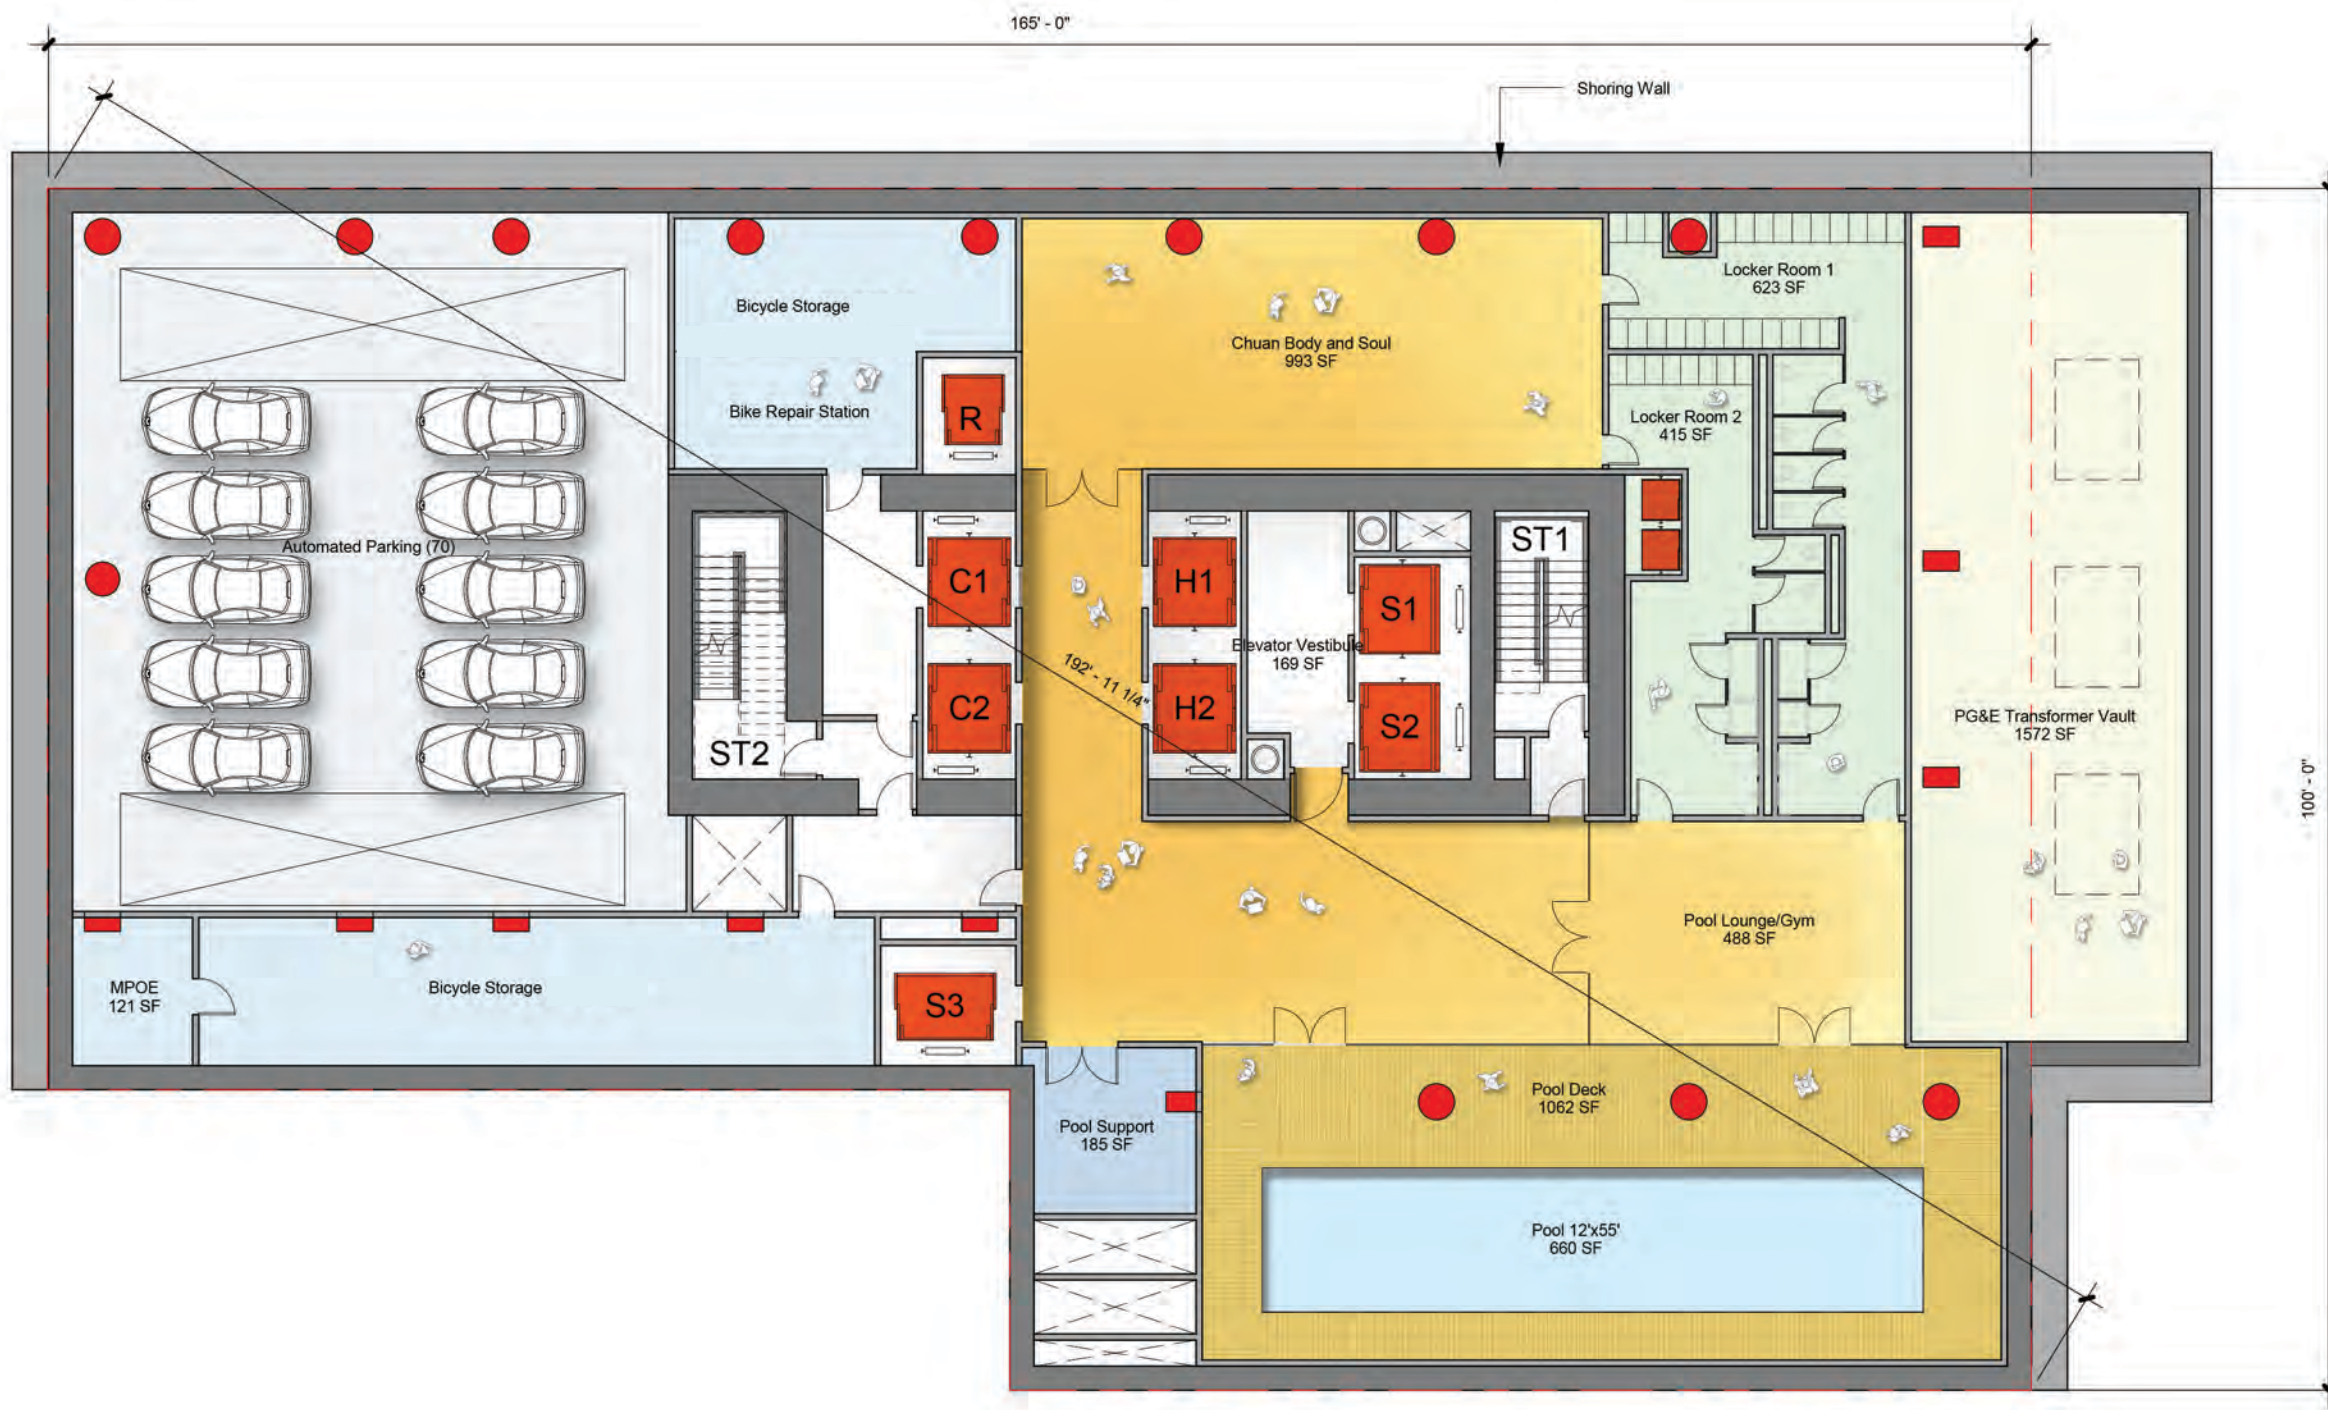 165' - 0"
Shoring Wall
Locker Room 1
623 SF
Bicycle Storage
Chuan Body and Soul
993 SF
Bike Repair Station
R
Locker Room 2
415 SF
Automated Parking (70)
ST1
C1
H1
S1
Elevator Vestibule
169 SF
192' - 11 1/4"
C2
H2
S2
ST2
PG&E Transformer Vault
1572 SF
100' - 0"
Pool Lounge/Gym
488 SF
MPOE
121 SF
Bicycle Storage
S3
Pool Deck
1062 SF
Pool Support
185 SF
Pool 12'x55'
660 SF